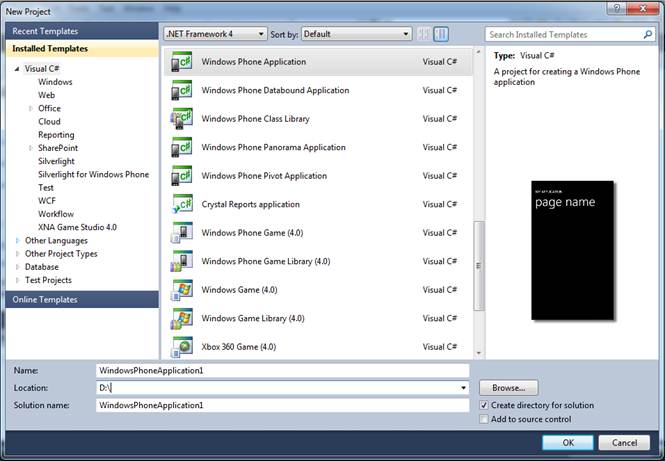 New Project
Recent Templates
Installed Templates
Visual C#
Windows
Web
Office
Cloud
Reporting
SharePoint
Silverlight
Silverlight for Windows Phone
Test
WCF
Workflow
XNA Game Studio 4.0
Other Languages
Other Project Types
Database
Test Projects
Online Templates
.NET Framework 4
Sort by: Default
Windows Phone Application Visual C#
Windows Phone Databound Application Visual C#
Windows Phone Class Library Visual C#
Windows Phone Panorama Application Visual C#
Windows Phone Pivot Application Visual C#
Crystal Reports application Visual C#
Windows Phone Game (4.0) Visual C#
Windows Phone Game Library (4.0) Visual C#
Windows Game (4.0) Visual C#
Windows Game Library (4.0) Visual C#
Xbox 360 Game (4.0) Visual C#
Search Installed Templates
Type: Visual C#
A project for creating a Windows Phone
application
MY APPLICATION
page name
Name: WindowsPhoneApplication1
Location: D:\
Browse...
Solution name: WindowsPhoneApplication1
Create directory for solution
Add to source control
OK
Cancel